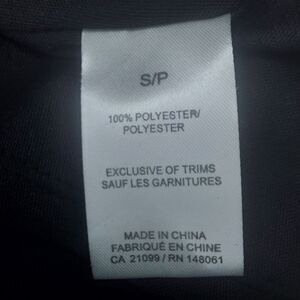 S/P
100% POLYESTER/
POLYESTER
EXCLUSIVE OF TRIMS
SAUF LES GARNITURES
MADE IN CHINA
FABRIQUÉ EN CHINE
CA 21099 / RN 148061